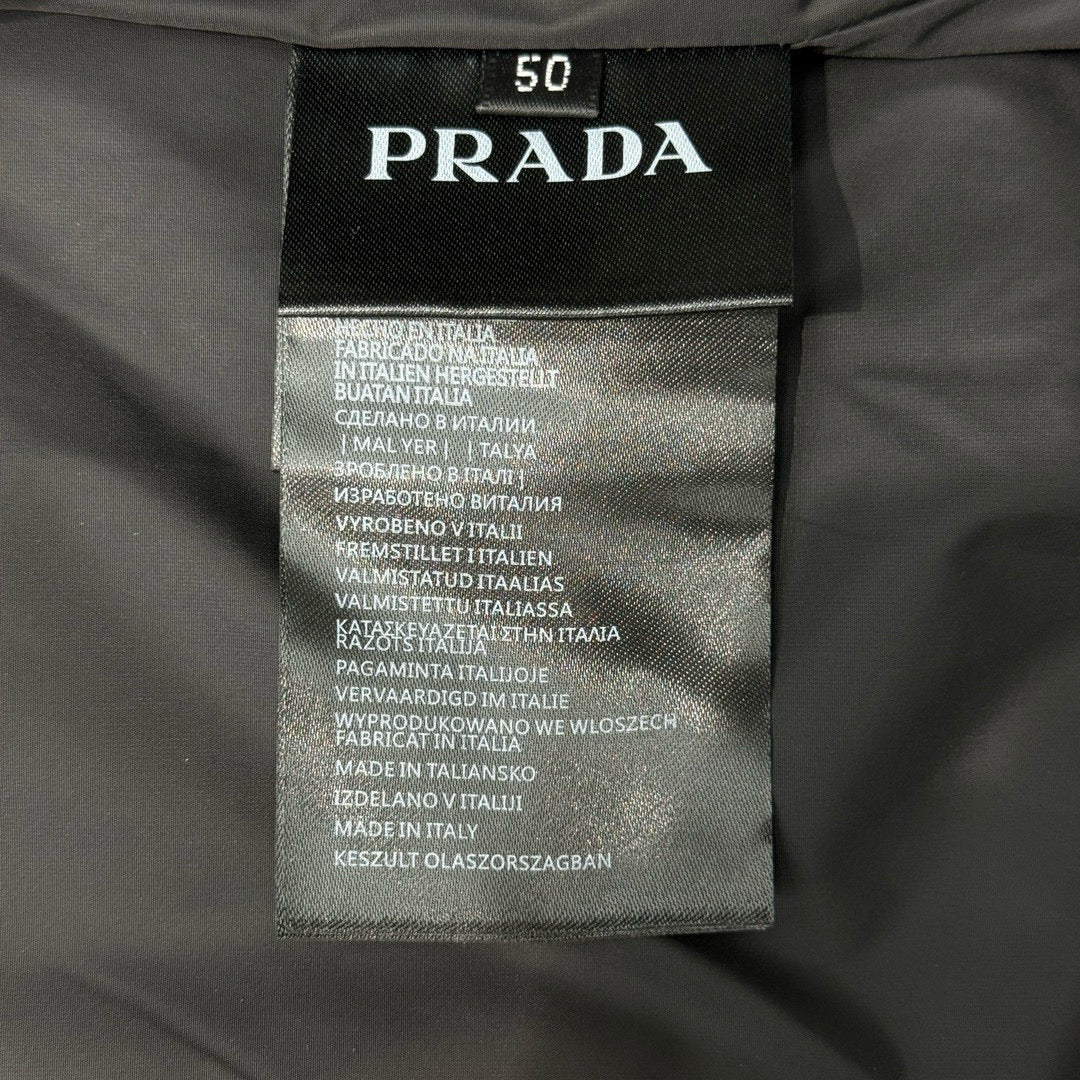 50
PRADA
HECHO EN ITALIA
FABRICADO NA ITALIA
IN ITALIEN HERGESTELLT
BUATAN ITALIA
СДЕЛАНО В ИТАЛИИ
| MAL YER | | TALYA
ЗРОБЛЕНО В ІТАЛІ |
ИЗРАБОТЕНО ВИТАЛИЯ
VYROBENO V ITALII
FREMSTILLET I ITALIEN
VALMISTATUD ITAALIAS
VALMISTETTU ITALIASSA
ΚΑΤΑΣΚΕΥΑΖΕΤΑΙ ΣΤΗΝ ΙΤΑΛΙΑ
RAZOTS ITALIJA
PAGAMINTA ITALIJOJE
VERVAARDIGD IM ITALIE
WYPRODUKOWANO WE WLOSZECH
FABRICAT IN ITALIA
MADE IN TALIANSKO
IZDELANO V ITALIJI
MADE IN ITALY
KESZULT OLASZORSZAGBAN